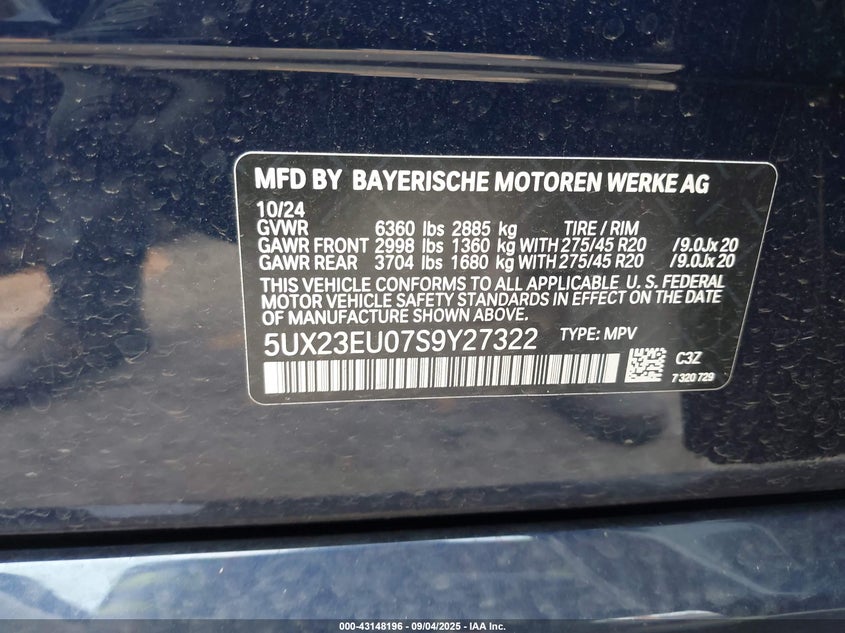 MFD BY BAYERISCHE MOTOREN WERKE AG
10/24
GVWR 6360 lbs 2885 kg TIRE / RIM
GAWR FRONT 2998 lbs 1360 kg WITH 275/45 R20 /9.0Jx20
GAWR REAR 3704 lbs 1680 kg WITH 275/45 R20 /9.0Jx20
THIS VEHICLE CONFORMS TO ALL APPLICABLE U. S. FEDERAL
MOTOR VEHICLE SAFETY STANDARDS IN EFFECT ON THE DATE
OF MANUFACTURE SHOWN ABOVE.
5UX23EU07S9Y27322 TYPE: MPV
C3Z
7 320 729
000-43148196 - 09/04/2025 - IAA Inc.